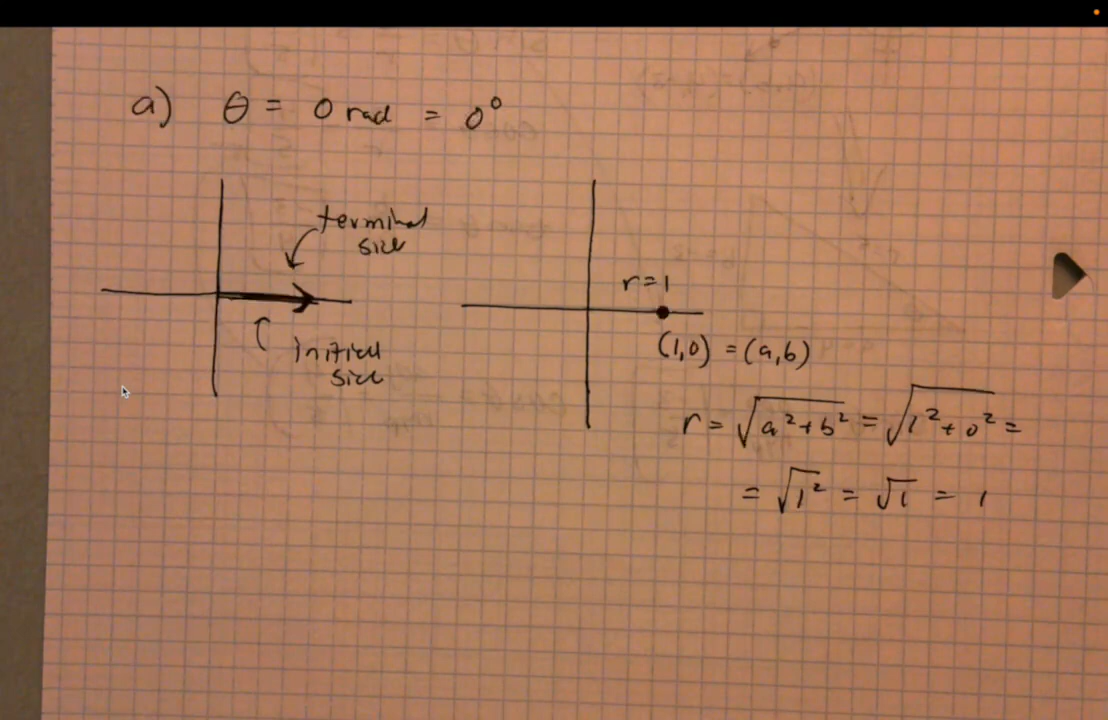 a) θ = 0 rad = 0°
terminal
side
initial
side
r=1
(1,0) = (a,b)
r = √(a²+b²) = √(1²+0²) =
= √1² = √1 = 1